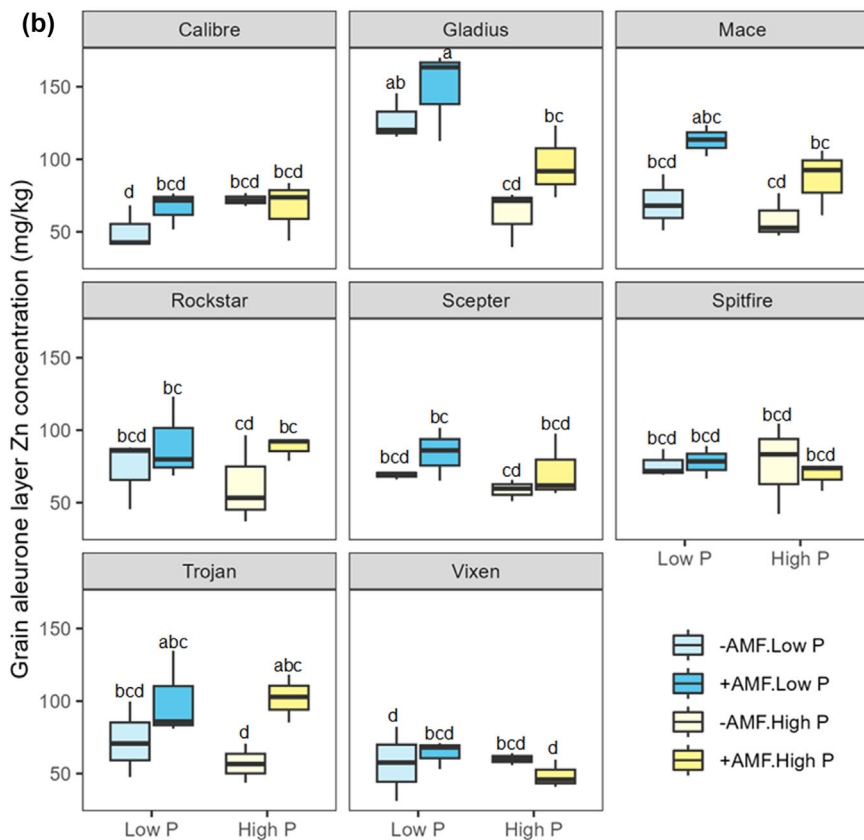 (b)
Calibre Gladius Mace
Grain aleurone layer Zn concentration (mg/kg)
150
100
50
d bcd bcd bcd
ab a cd bc
bcd abc cd bc
Rockstar Scepter Spitfire
150
100
50
bcd bc cd bc
bcd bc cd bcd
bcd bcd bcd bcd
Low P High P
Trojan Vixen
150
100
50
bcd abc d abc
d bcd bcd d
Low P High P Low P High P
-AMF.Low P
+AMF.Low P
-AMF.High P
+AMF.High P